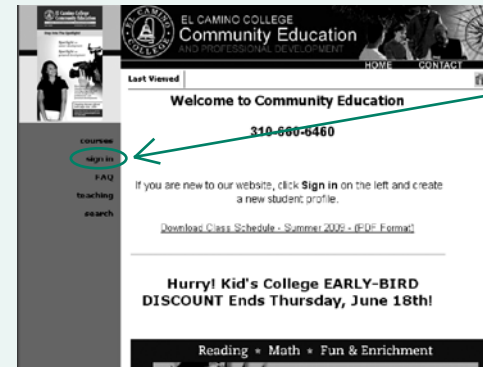 EL CAMINO COLLEGE
Community Education
AND PROFESSIONAL DEVELOPMENT
HOME CONTACT
Last Viewed
Welcome to Community Education
310-660-6460
courses
sign in
FAQ
teaching
search
If you are new to our website, click Sign in on the left and create
a new student profile.
Download Class Schedule - Summer 2009 - (PDF Format)
Hurry! Kid's College EARLY-BIRD
DISCOUNT Ends Thursday, June 18th!
Reading * Math * Fun & Enrichment